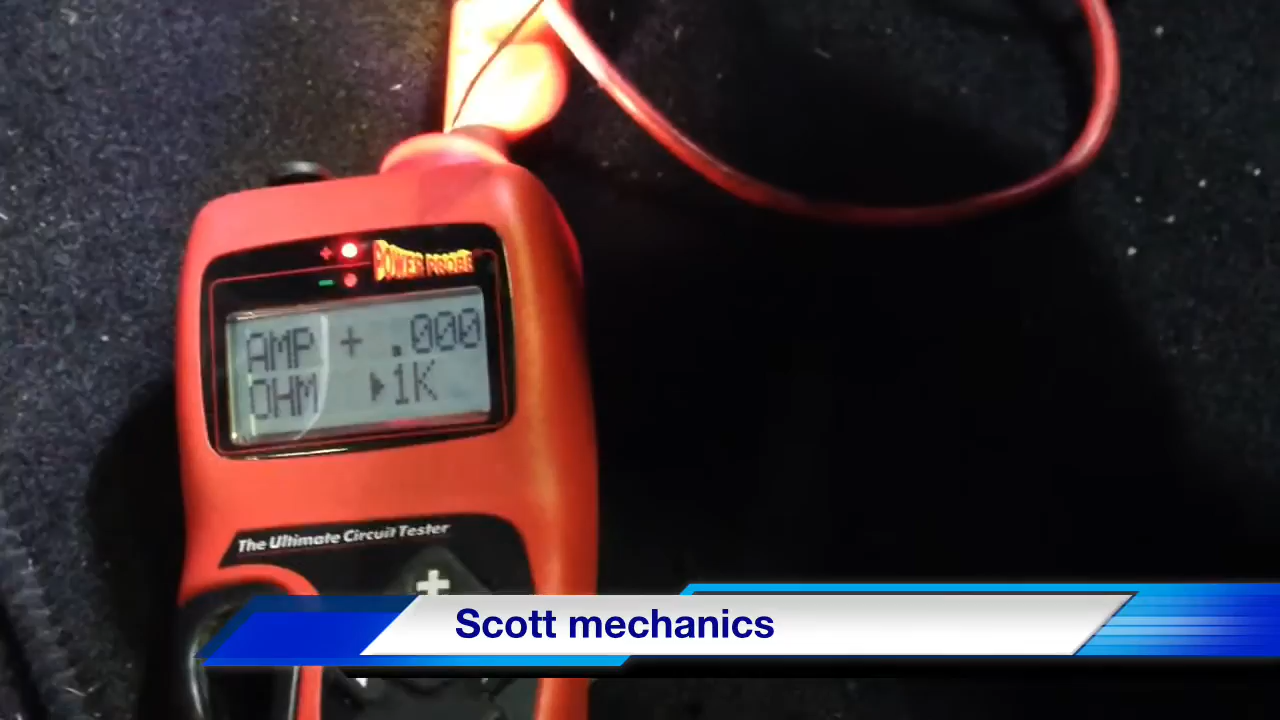 POWER PROBE
AMP + .000
OHM ▶1K
The Ultimate Circuit Tester
Scott mechanics